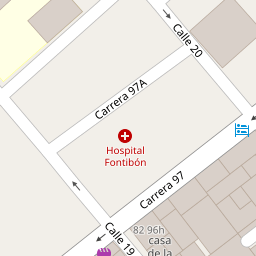 Calle 20
Carrera 97A
Hospital
Fontibón
Carrera 97
Calle 19
82 96h
casa
de la